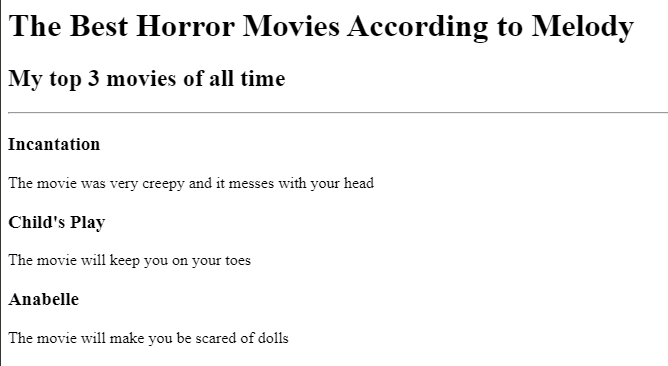 The Best Horror Movies According to Melody
My top 3 movies of all time
Incantation
The movie was very creepy and it messes with your head
Child's Play
The movie will keep you on your toes
Anabelle
The movie will make you be scared of dolls